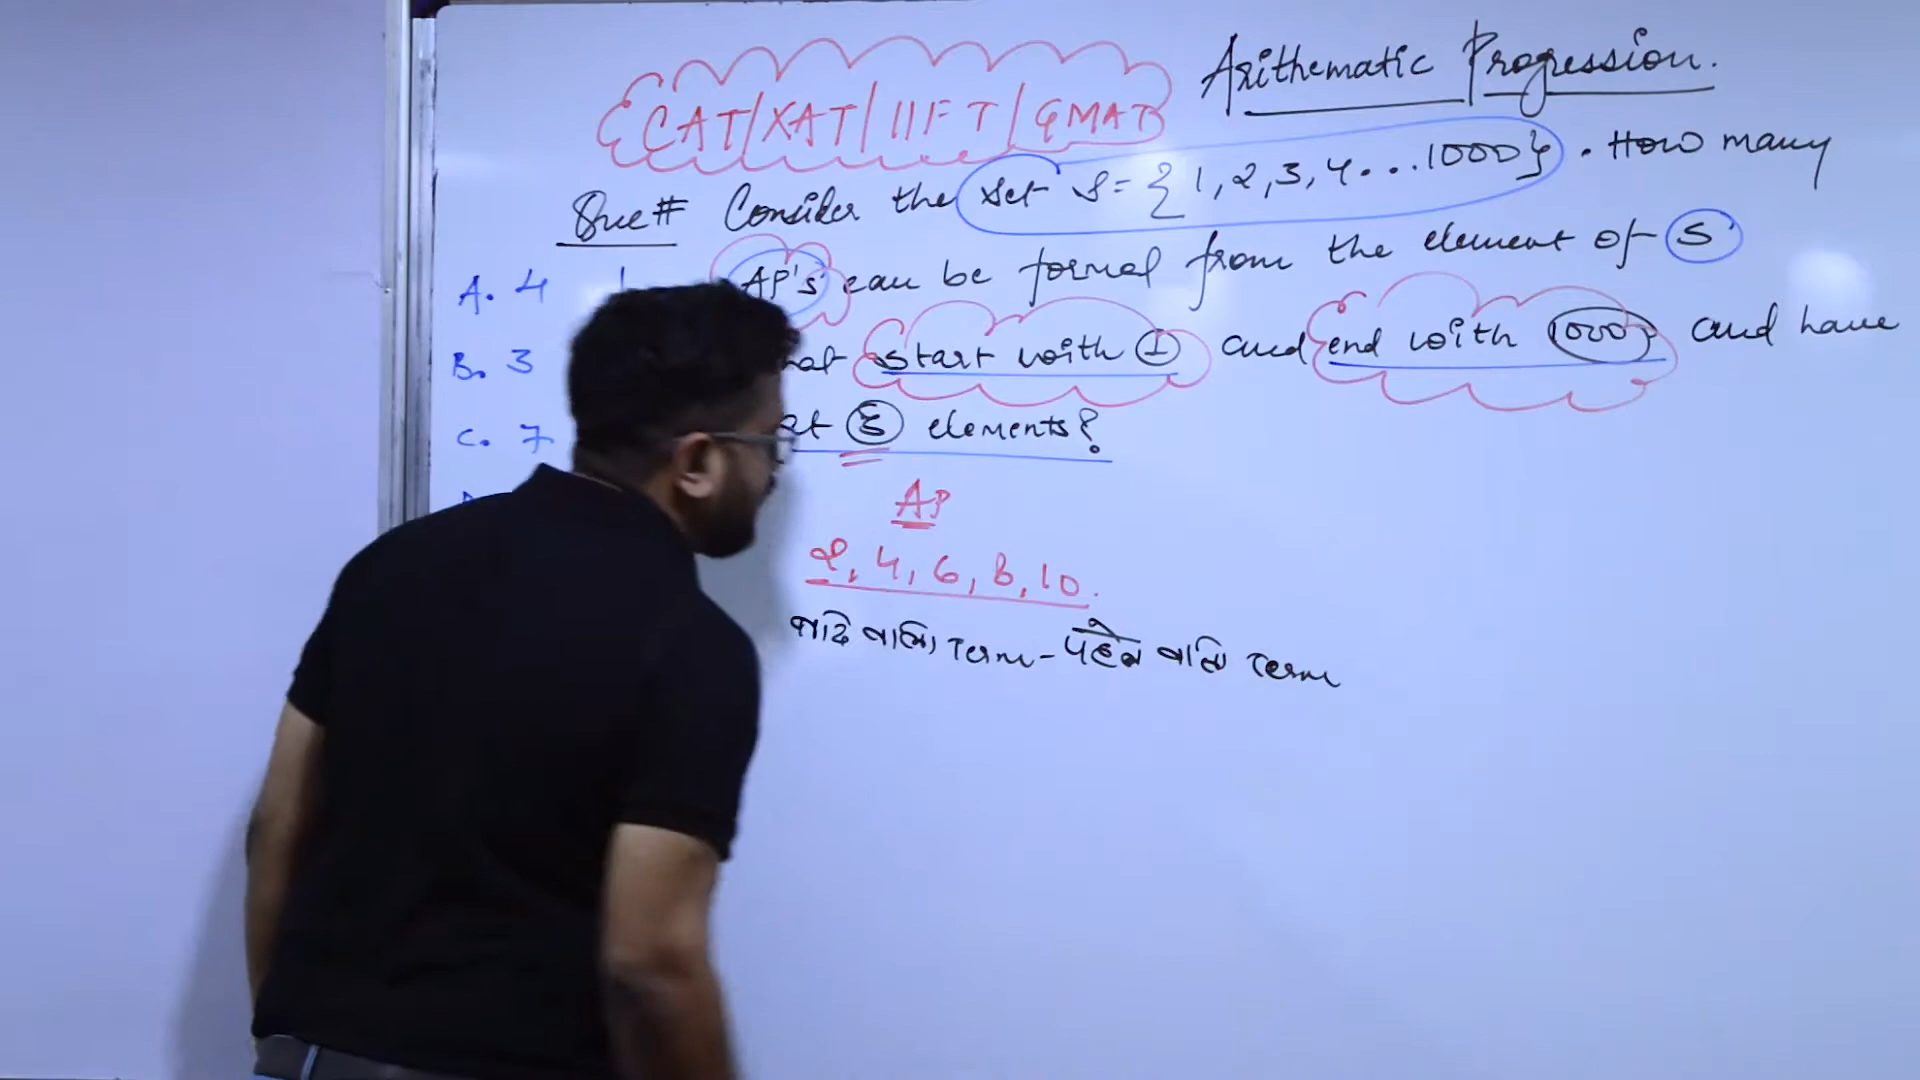 Arithematic Progression.
CAT/XAT/IIFT/GMAT
Que# Consider the set S = {1, 2, 3, 4...1000}. How many
AP's can be formed from the element of S
start with 1 and end with 1000 and have
3 elements?
A. 4
B. 3
C. 7
AP
2, 4, 6, 8, 10.
Term - પહેલા વાળી Term